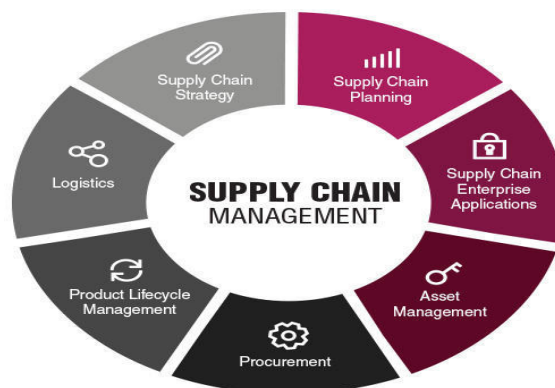 Supply Chain
Strategy
Supply Chain
Planning
Supply Chain
Enterprise
Applications
Asset
Management
Procurement
Product Lifecycle
Management
Logistics
SUPPLY CHAIN
MANAGEMENT